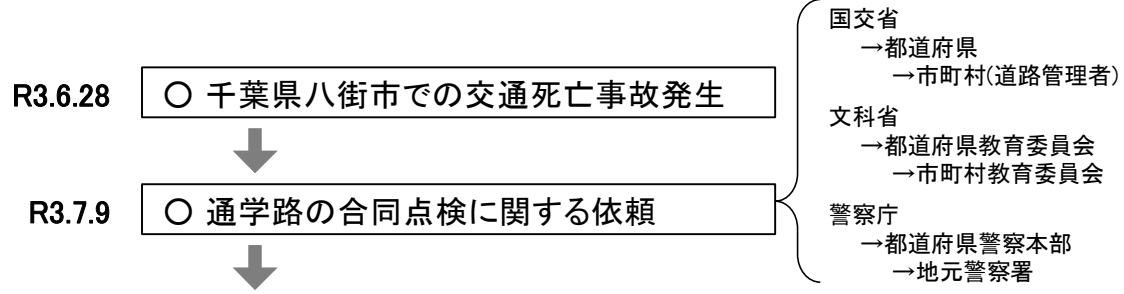 R3.6.28
○ 千葉県八街市での交通死亡事故発生
R3.7.9
○ 通学路の合同点検に関する依頼
国交省
→都道府県
→市町村(道路管理者)
文科省
→都道府県教育委員会
→市町村教育委員会
警察庁
→都道府県警察本部
→地元警察署